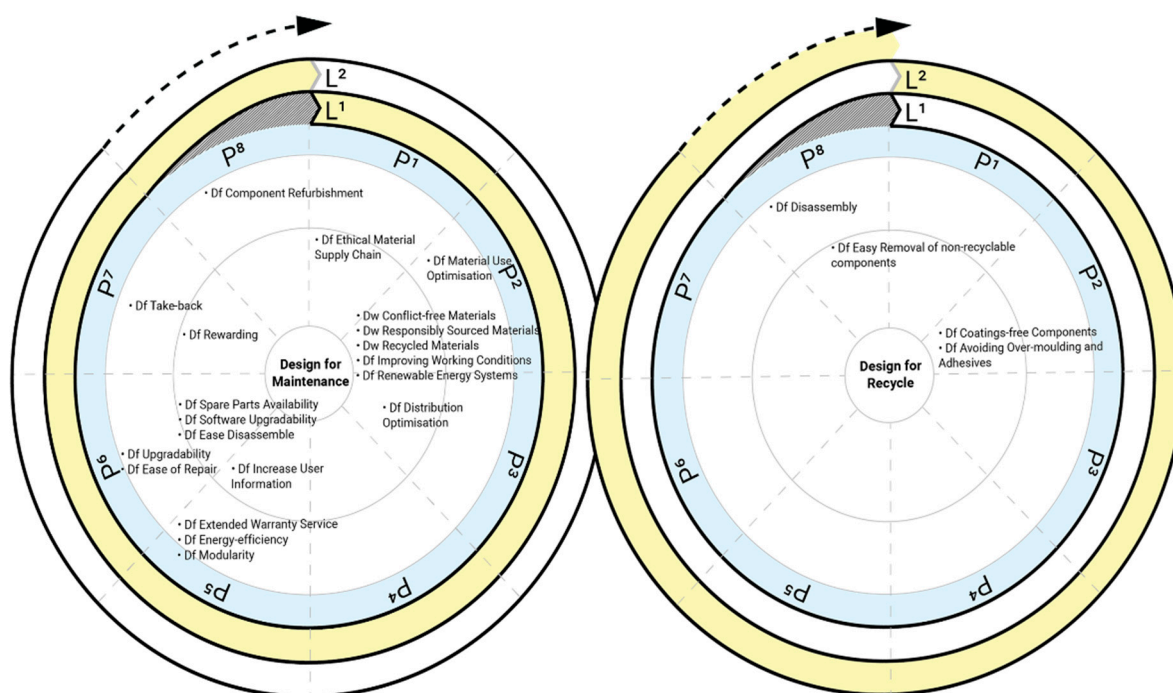 L²
L¹
P⁸
P¹
• Df Component Refurbishment
• Df Ethical Material
Supply Chain
• Df Material Use
Optimisation
P²
P⁷
• Df Take-back
• Df Rewarding
• Dw Conflict-free Materials
• Dw Responsibly Sourced Materials
• Dw Recycled Materials
• Df Improving Working Conditions
• Df Renewable Energy Systems
Design for
Maintenance
• Df Spare Parts Availability
• Df Software Upgradability
• Df Ease Disassemble
• Df Distribution
Optimisation
• Df Upgradability
• Df Ease of Repair
P⁶
• Df Increase User
Information
P³
• Df Extended Warranty Service
• Df Energy-efficiency
• Df Modularity
P⁵
P⁴
L²
L¹
P⁸
P¹
• Df Disassembly
• Df Easy Removal of non-recyclable
components
P⁷
P²
• Df Coatings-free Components
• Df Avoiding Over-moulding and
Adhesives
Design for
Recycle
P⁶
P³
P⁵
P⁴